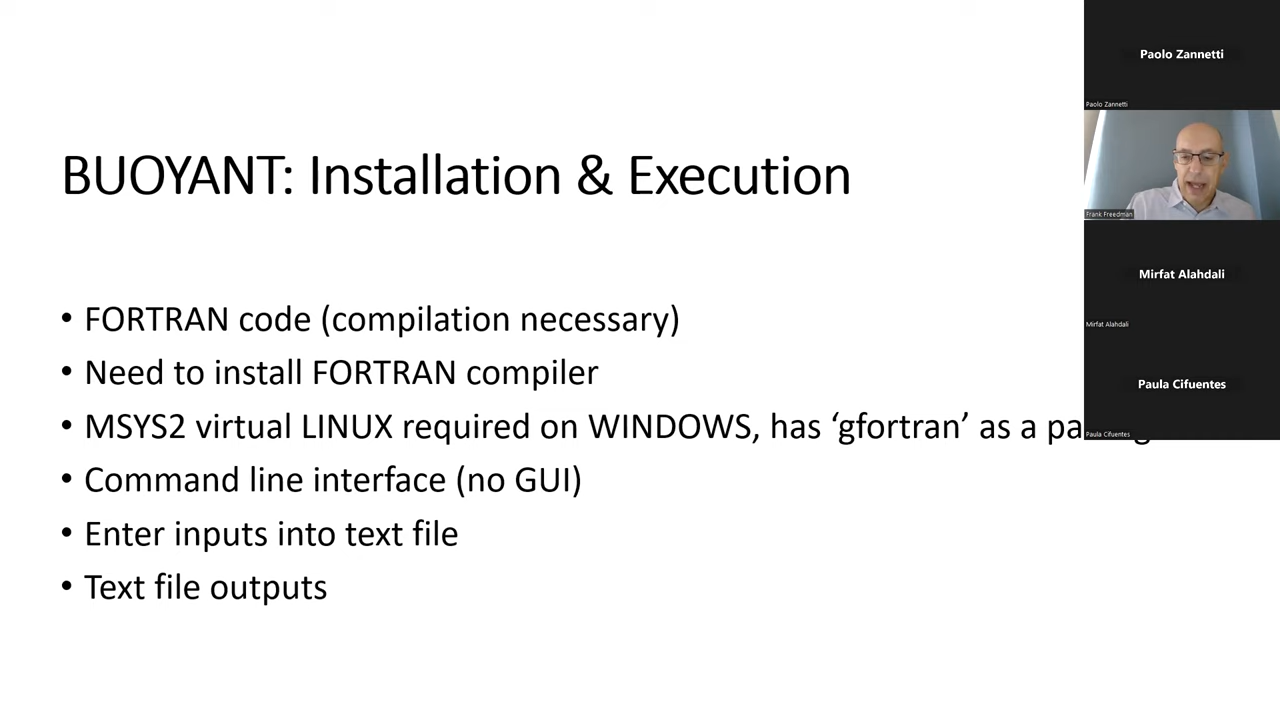 BUOYANT: Installation & Execution
• FORTRAN code (compilation necessary)
• Need to install FORTRAN compiler
• MSYS2 virtual LINUX required on WINDOWS, has ‘gfortran’ as a
• Command line interface (no GUI)
• Enter inputs into text file
• Text file outputs
Paolo Zannetti
Paolo Zannetti
Frank Freedman
Mirfat Alahdali
Mirfat Alahdali
Paula Cifuentes
Paula Cifuentes